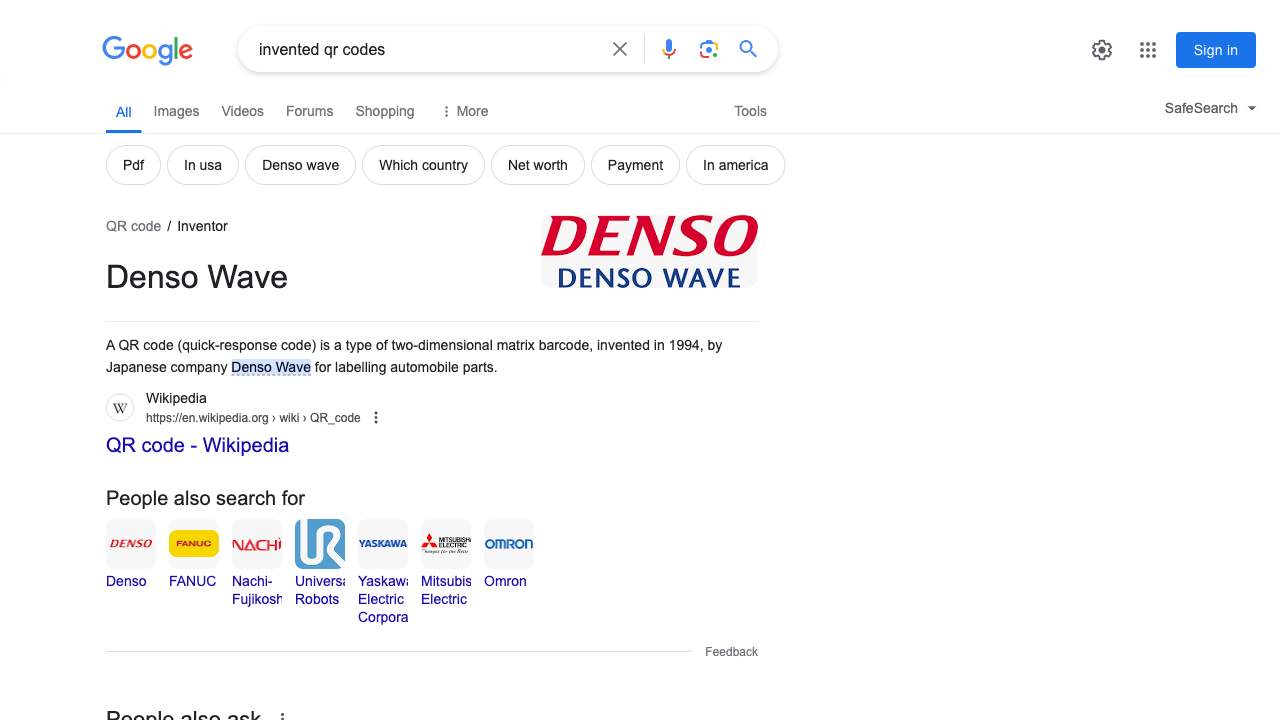 Google
invented qr codes
Sign in
All Images Videos Forums Shopping More Tools
SafeSearch
Pdf In usa Denso wave Which country Net worth Payment In america
QR code / Inventor
DENSO
DENSO WAVE
Denso Wave
A QR code (quick-response code) is a type of two-dimensional matrix barcode, invented in 1994, by
Japanese company Denso Wave for labelling automobile parts.
W
Wikipedia
https://en.wikipedia.org › wiki › QR_code
QR code - Wikipedia
People also search for
DENSO FANUC NACHi UR YASKAWA MITSUBISHI ELECTRIC OMRON
Denso FANUC Nachi- Universa Yaskawa Mitsubis Omron
Fujikosh Robots Electric Electric
Corpora
Feedback
People also ask